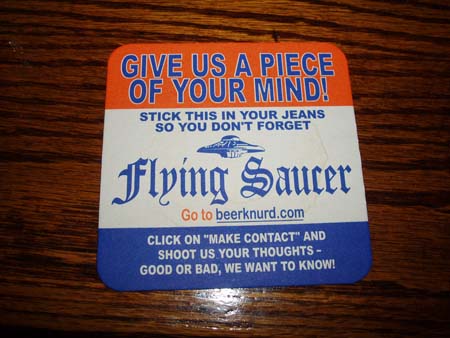 GIVE US A PIECE
OF YOUR MIND!
STICK THIS IN YOUR JEANS
SO YOU DON'T FORGET
Flying Saucer
Go to beerknurd.com
CLICK ON "MAKE CONTACT" AND
SHOOT US YOUR THOUGHTS -
GOOD OR BAD, WE WANT TO KNOW!